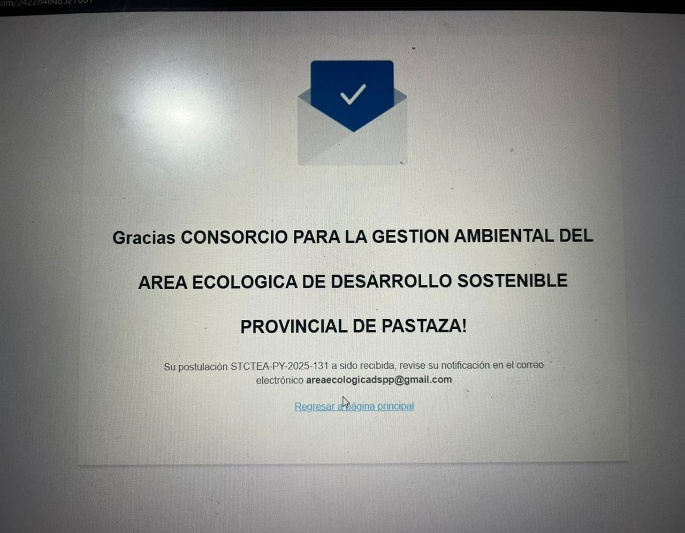 Gracias CONSORCIO PARA LA GESTION AMBIENTAL DEL
AREA ECOLOGICA DE DESARROLLO SOSTENIBLE
PROVINCIAL DE PASTAZA!
Su postulación STCTEA-PY-2025-131 a sido recibida, revise su notificación en el correo
electrónico areaecologicadspp@gmail.com
Regresar a página principal